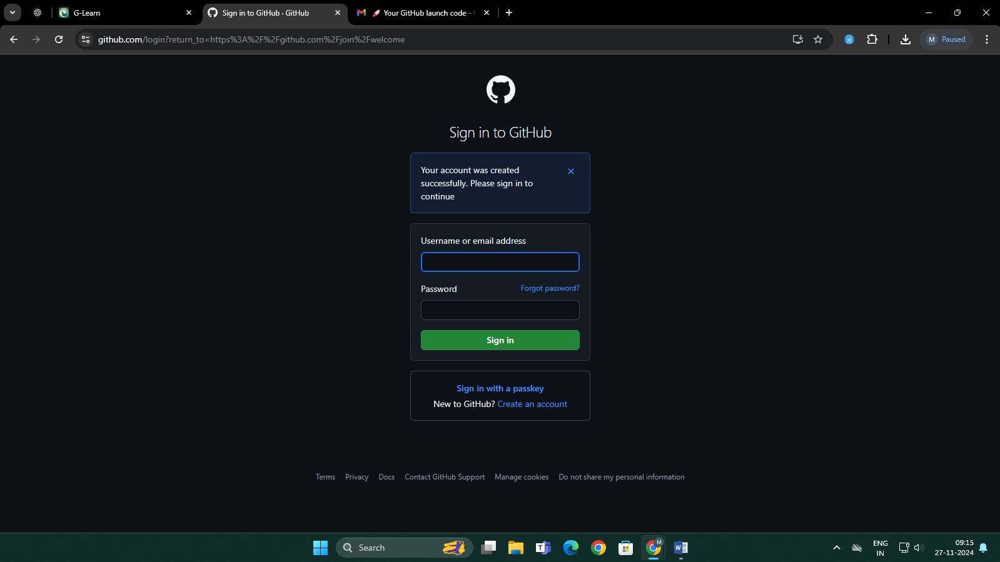 G-Learn
Sign in to GitHub · GitHub
🚀 Your GitHub launch code -
github.com/login?return_to=https%3A%2F%2Fgithub.com%2Fjoin%2Fwelcome
M Paused
Sign in to GitHub
Your account was created
successfully. Please sign in to
continue
Username or email address
Password
Forgot password?
Sign in
Sign in with a passkey
New to GitHub? Create an account
Terms Privacy Docs Contact GitHub Support Manage cookies Do not share my personal information
Search
M
ENG
IN
09:15
27-11-2024